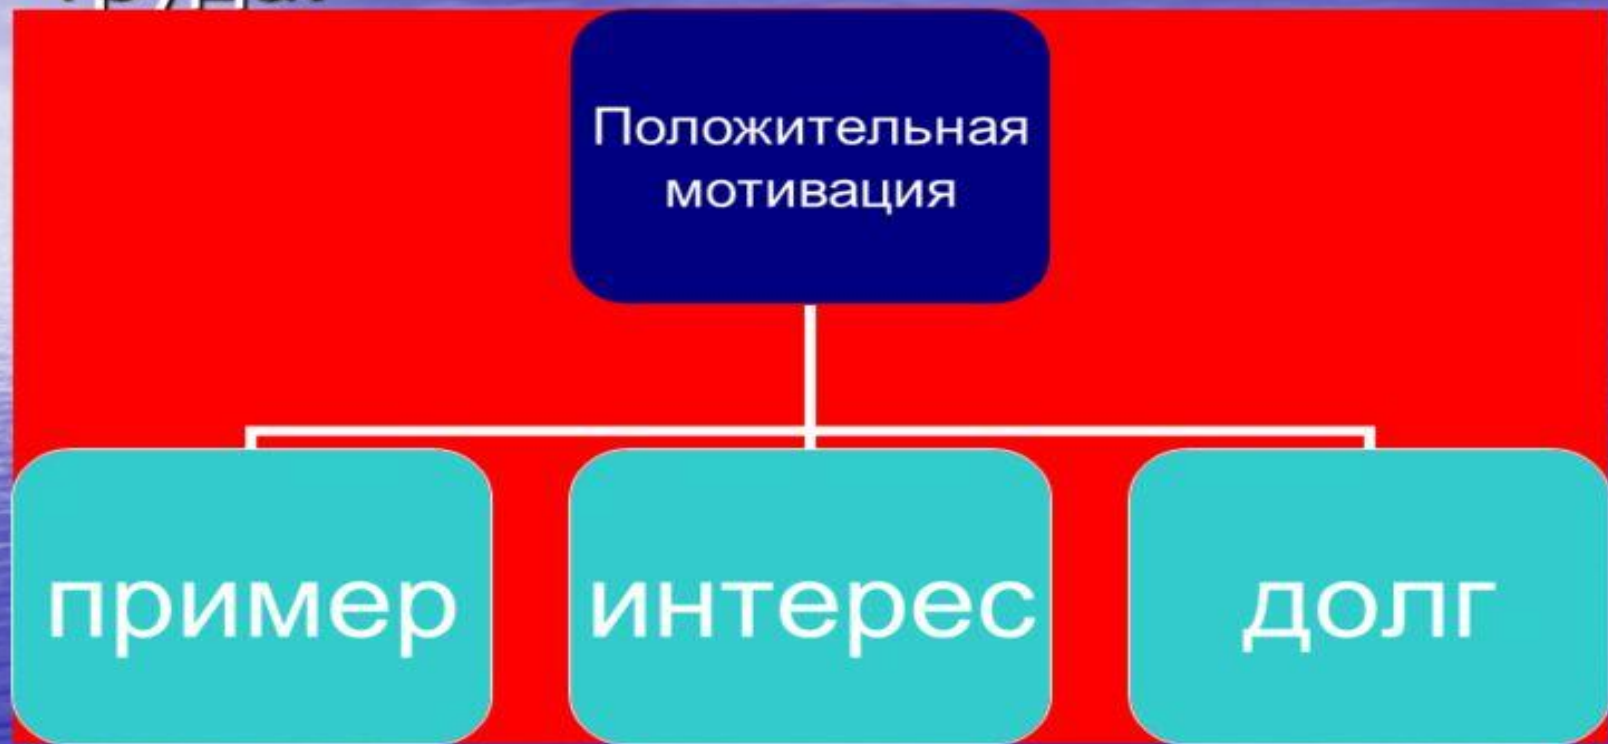 Положительная
мотивация
пример
интерес
долг